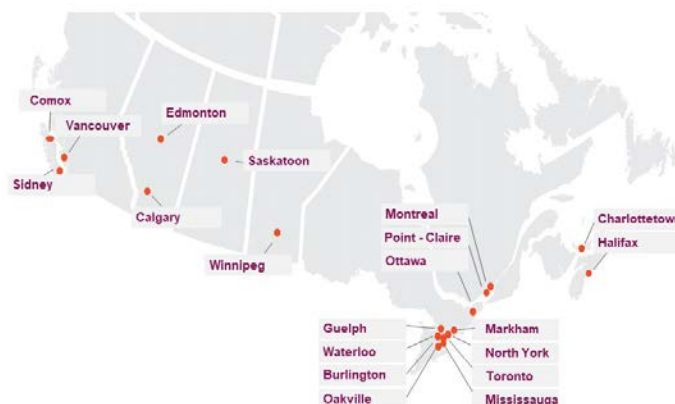 Comox
Vancouver
Edmonton
Saskatoon
Sidney
Calgary
Winnipeg
Montreal
Point - Claire
Ottawa
Charlottetown
Halifax
Guelph
Waterloo
Burlington
Oakville
Markham
North York
Toronto
Mississauga